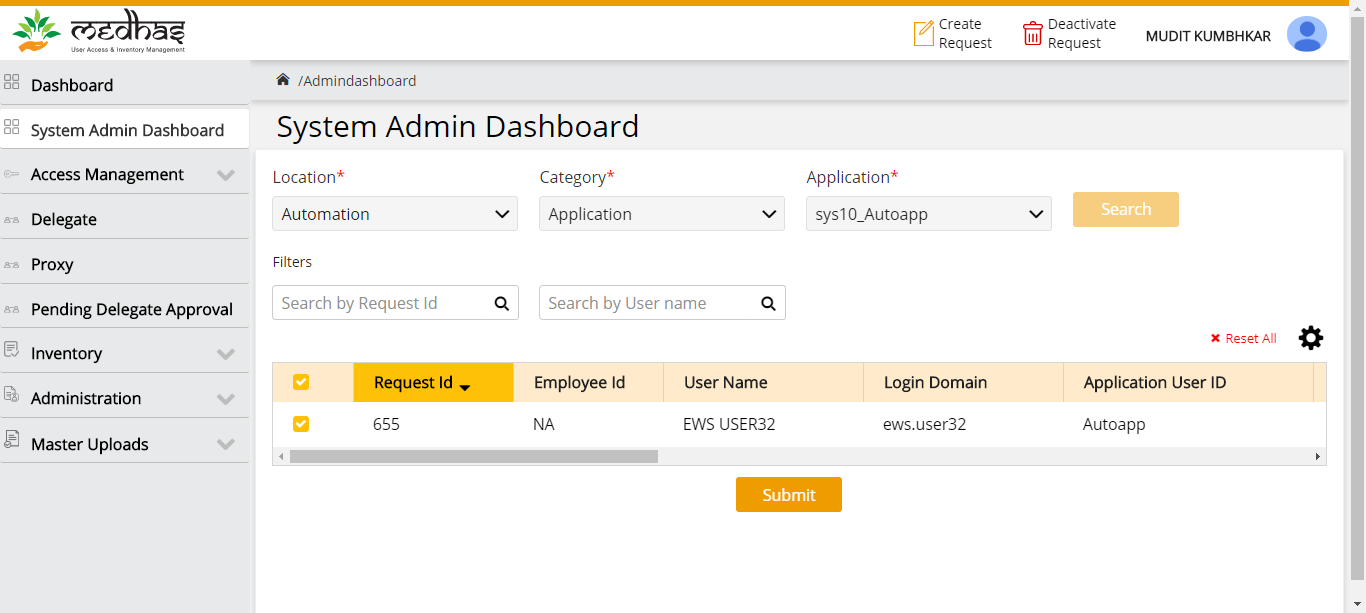 medhas
User Access & Inventory Management
Create
Request
Deactivate
Request
MUDIT KUMBHKAR
Dashboard
System Admin Dashboard
Access Management
Delegate
Proxy
Pending Delegate Approval
Inventory
Administration
Master Uploads
/Admindashboard
System Admin Dashboard
Location* Category* Application*
Automation Application sys10_Autoapp Search
Filters
Search by Request Id Search by User name
Reset All
Request Id Employee Id User Name Login Domain Application User ID
655 NA EWS USER32 ews.user32 Autoapp
Submit